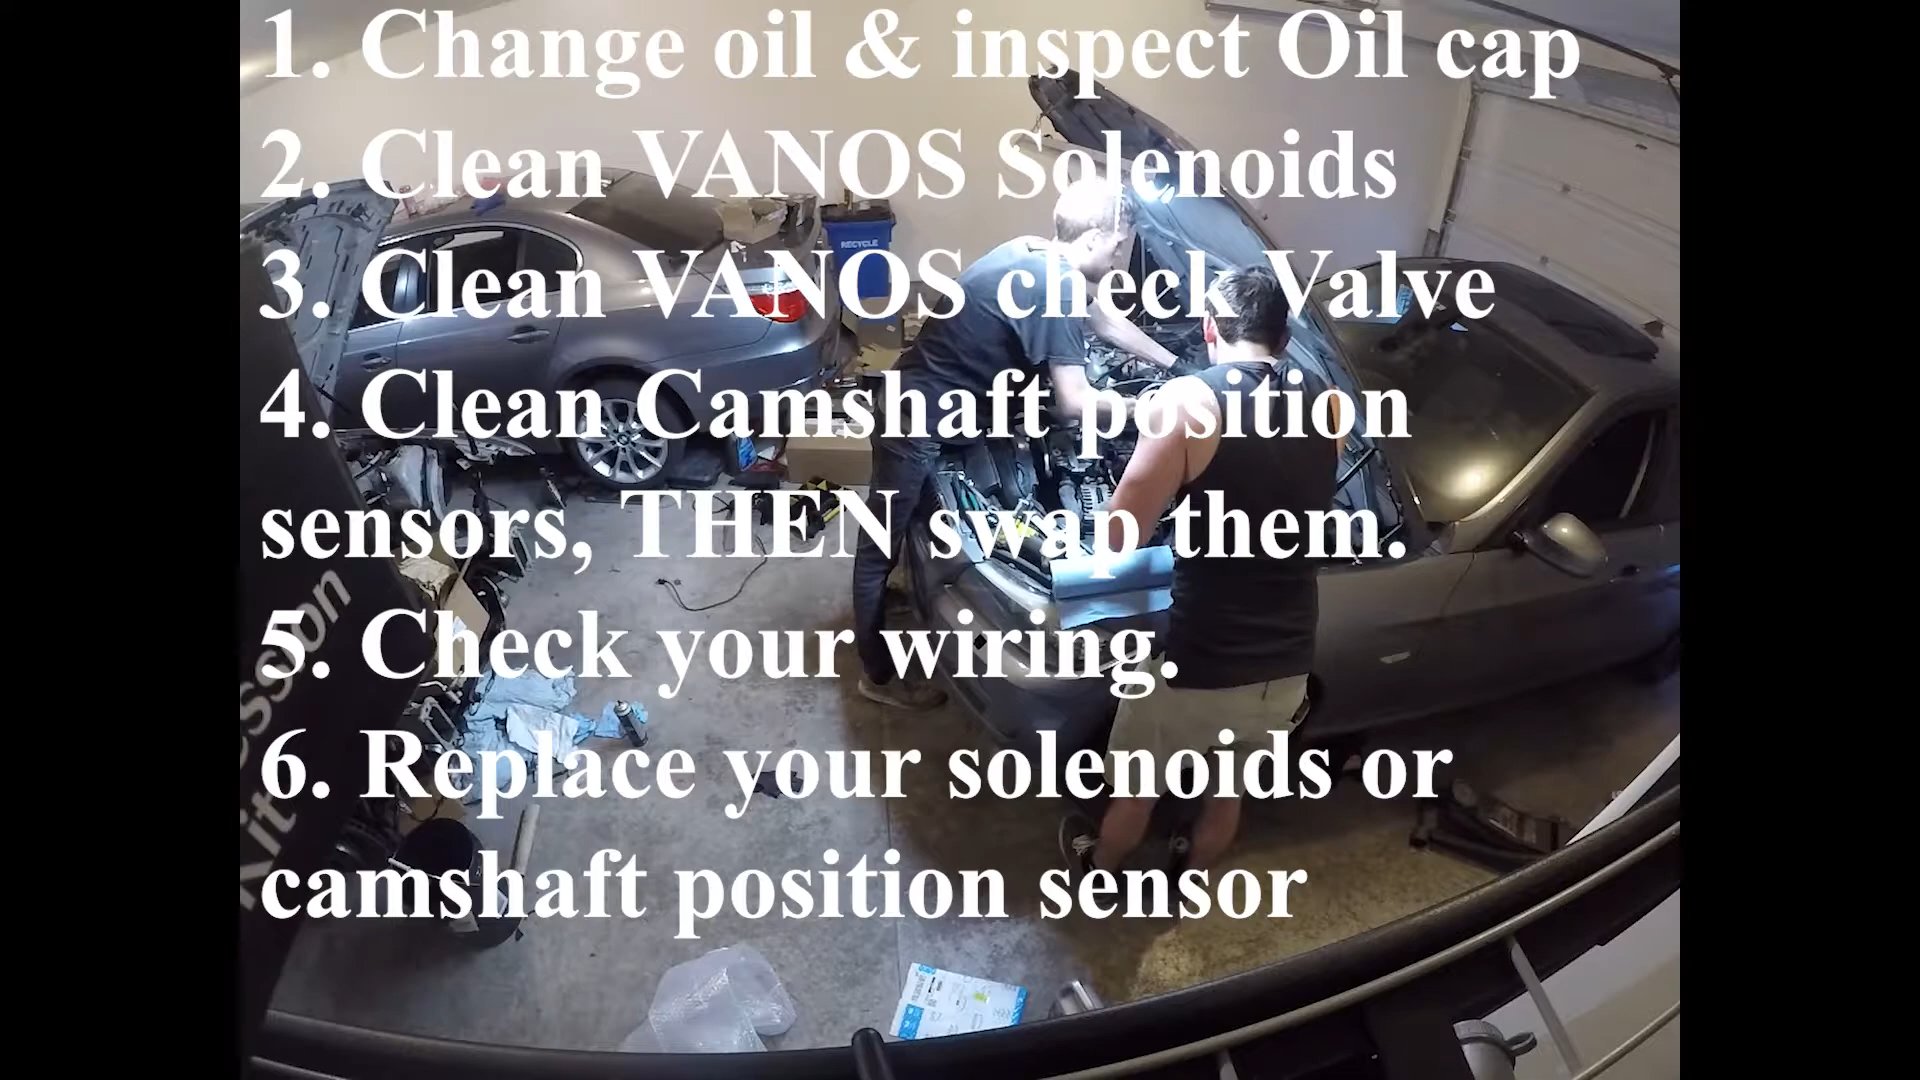 1. Change oil & inspect Oil cap
2. Clean VANOS Solenoids
RECYCLE
3. Clean VANOS check Valve
4. Clean Camshaft position
sensors, THEN swap them.
5. Check your wiring.
6. Replace your solenoids or
camshaft position sensor